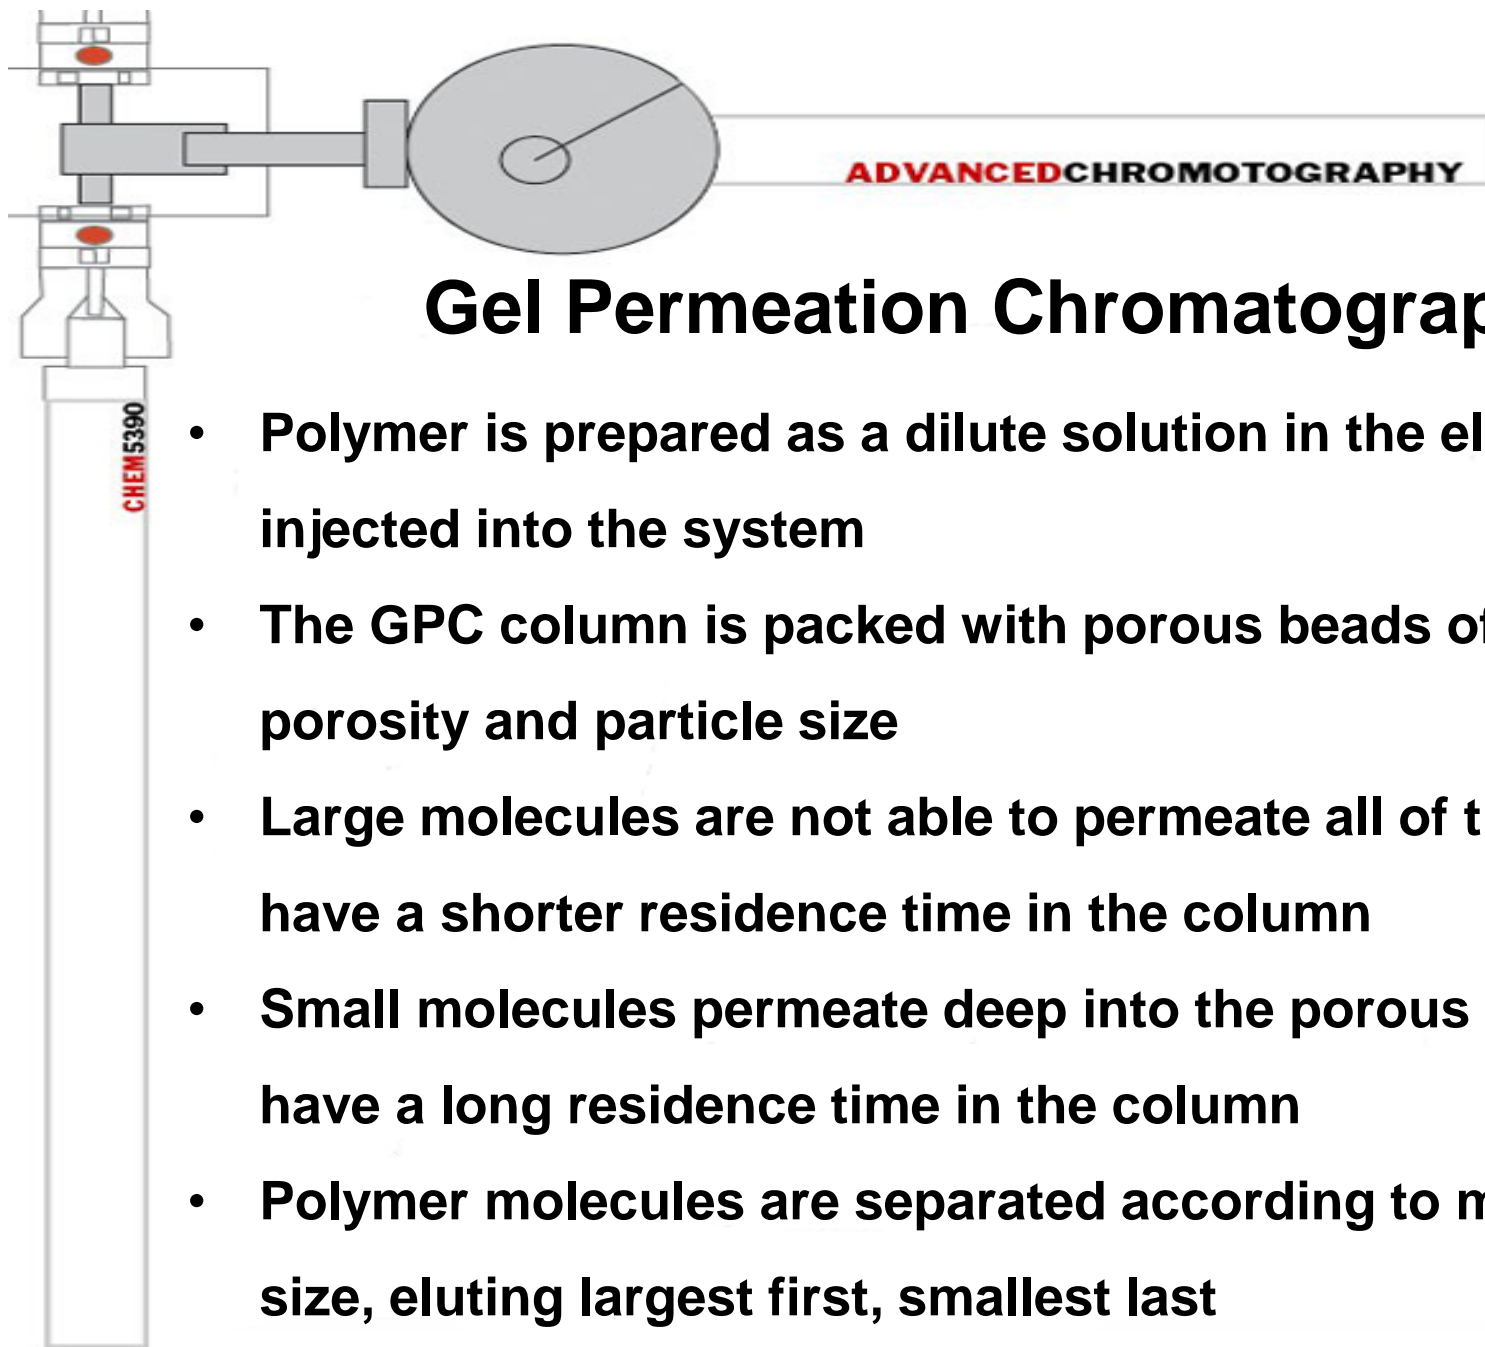 ADVANCEDCHROMOTOGRAPHY
Gel Permeation Chromatograp
CHEM5390
• Polymer is prepared as a dilute solution in the el
injected into the system
• The GPC column is packed with porous beads of
porosity and particle size
• Large molecules are not able to permeate all of t
have a shorter residence time in the column
• Small molecules permeate deep into the porous
have a long residence time in the column
• Polymer molecules are separated according to m
size, eluting largest first, smallest last